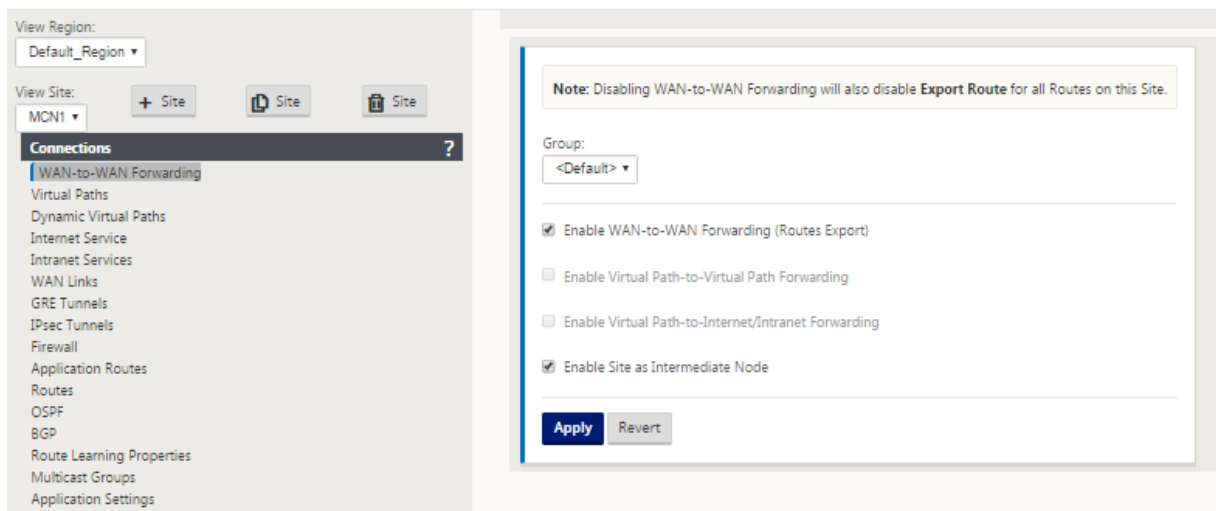 View Region:
Default_Region
View Site:
MCN1
+ Site
Site
Site
Connections ?
WAN-to-WAN Forwarding
Virtual Paths
Dynamic Virtual Paths
Internet Service
Intranet Services
WAN Links
GRE Tunnels
IPsec Tunnels
Firewall
Application Routes
Routes
OSPF
BGP
Route Learning Properties
Multicast Groups
Application Settings
Note: Disabling WAN-to-WAN Forwarding will also disable Export Route for all Routes on this Site.
Group:
<Default>
Enable WAN-to-WAN Forwarding (Routes Export)
Enable Virtual Path-to-Virtual Path Forwarding
Enable Virtual Path-to-Internet/Intranet Forwarding
Enable Site as Intermediate Node
Apply
Revert